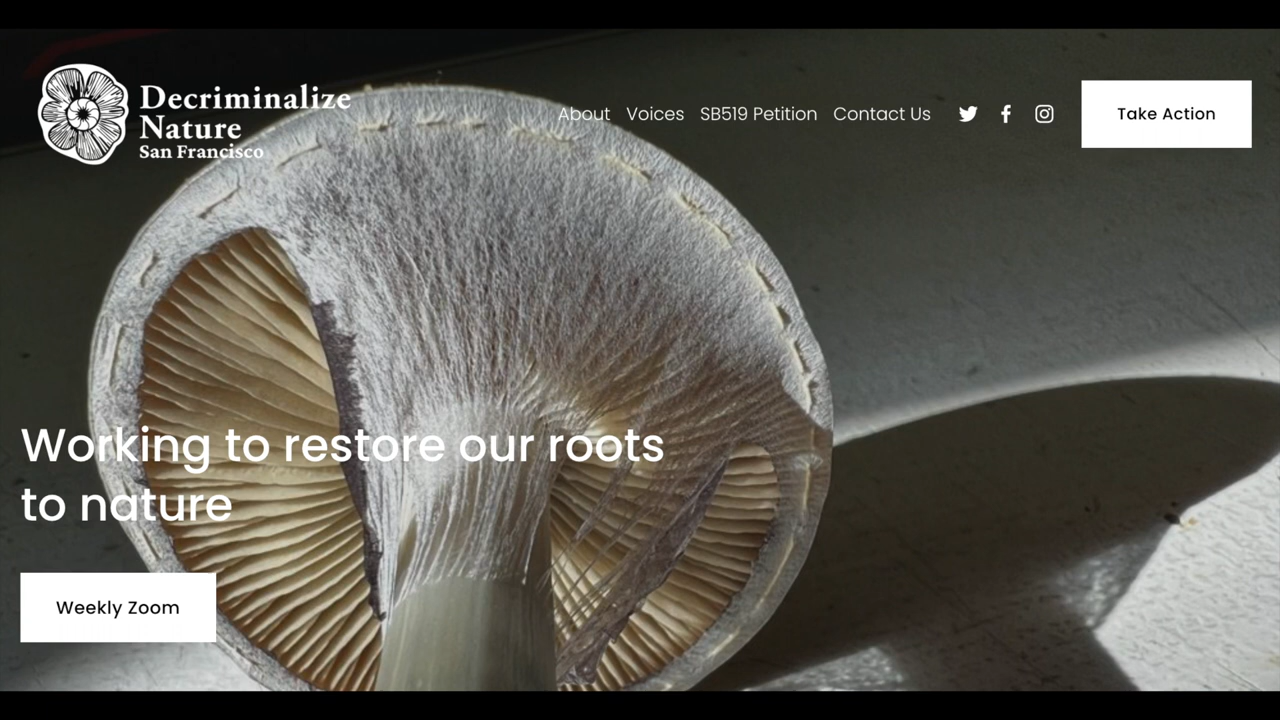 Decriminalize
Nature
San Francisco
About Voices SB519 Petition Contact Us
Take Action
Working to restore our roots
to nature
Weekly Zoom